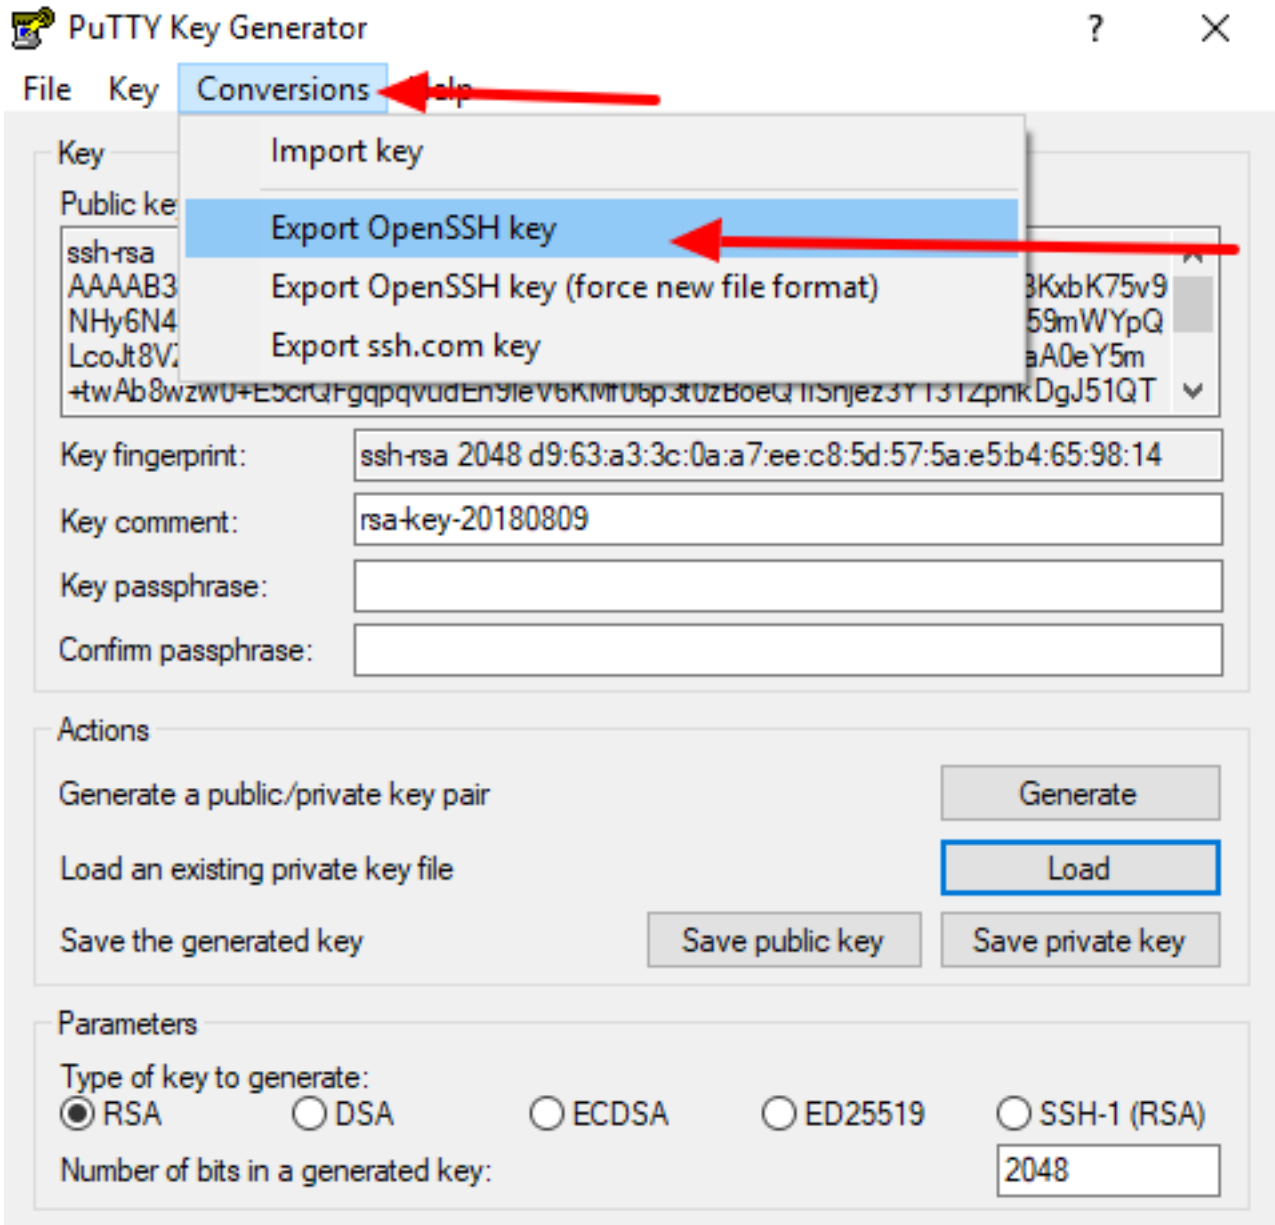 PuTTY Key Generator
?
File Key Conversions Help
Import key
Export OpenSSH key
Export OpenSSH key (force new file format)
Export ssh.com key
Key
Public key
ssh-rsa
AAAAB3
3KxbK75v9
NHy6N4
59mWYpQ
LcoJt8VZ
aA0eY5m
Key fingerprint: ssh-rsa 2048 d9:63:a3:3c:0a:a7:ee:c8:5d:57:5a:e5:b4:65:98:14
Key comment: rsa-key-20180809
Key passphrase:
Confirm passphrase:
Actions
Generate a public/private key pair Generate
Load an existing private key file Load
Save the generated key Save public key Save private key
Parameters
Type of key to generate:
RSA DSA ECDSA ED25519 SSH-1 (RSA)
Number of bits in a generated key: 2048